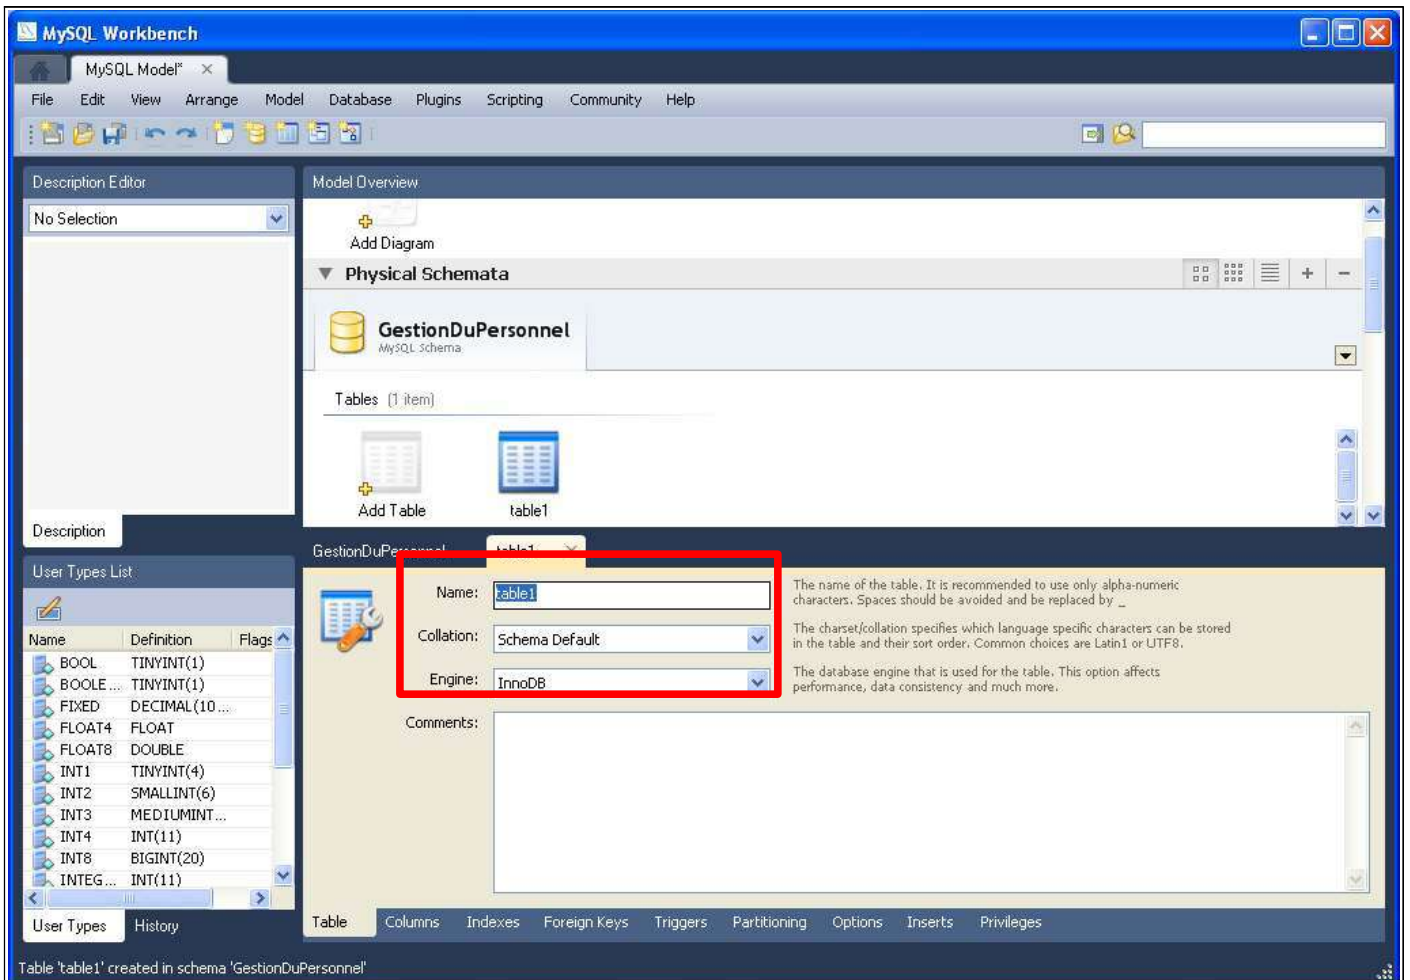 MySQL Workbench
MySQL Model*
File Edit View Arrange Model Database Plugins Scripting Community Help
Description Editor
No Selection
Description
Model Overview
Add Diagram
Physical Schemata
GestionDuPersonnel
MySQL Schema
Tables (1 item)
Add Table
table1
User Types List
Name Definition Flags
BOOL TINYINT(1)
BOOLE... TINYINT(1)
FIXED DECIMAL(10...
FLOAT4 FLOAT
FLOAT8 DOUBLE
INT1 TINYINT(4)
INT2 SMALLINT(6)
INT3 MEDIUMINT...
INT4 INT(11)
INT8 BIGINT(20)
INTEG... INT(11)
User Types History
GestionDuPersonnel table1
Name: table1
The name of the table. It is recommended to use only alpha-numeric
characters. Spaces should be avoided and be replaced by _
Collation: Schema Default
The charset/collation specifies which language specific characters can be stored
in the table and their sort order. Common choices are Latin1 or UTF8.
Engine: InnoDB
The database engine that is used for the table. This option affects
performance, data consistency and much more.
Comments:
Table Columns Indexes Foreign Keys Triggers Partitioning Options Inserts Privileges
Table 'table1' created in schema 'GestionDuPersonnel'